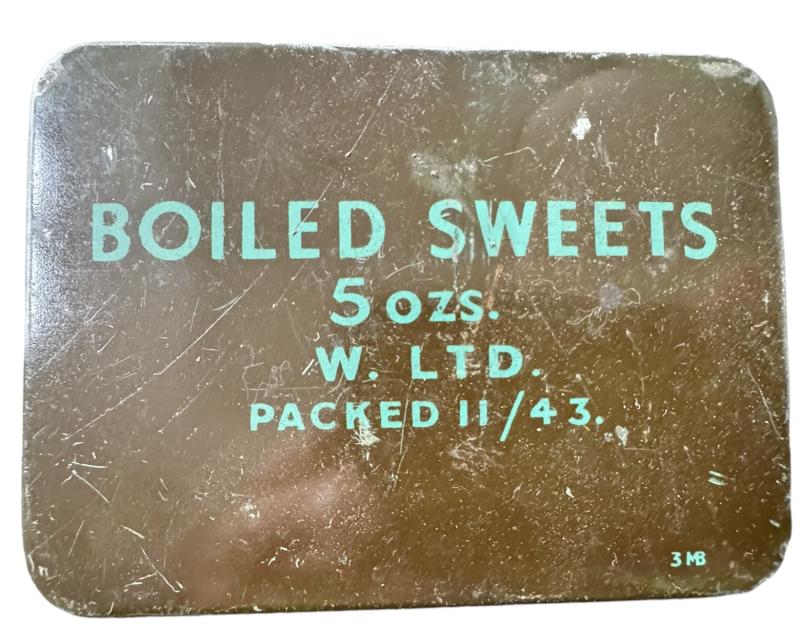 BOILED SWEETS
5 OZS.
W. LTD.
PACKED 11/43.
3 MB